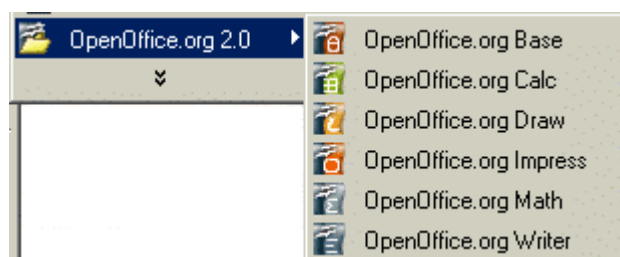 OpenOffice.org 2.0
OpenOffice.org Base
OpenOffice.org Calc
OpenOffice.org Draw
OpenOffice.org Impress
OpenOffice.org Math
OpenOffice.org Writer